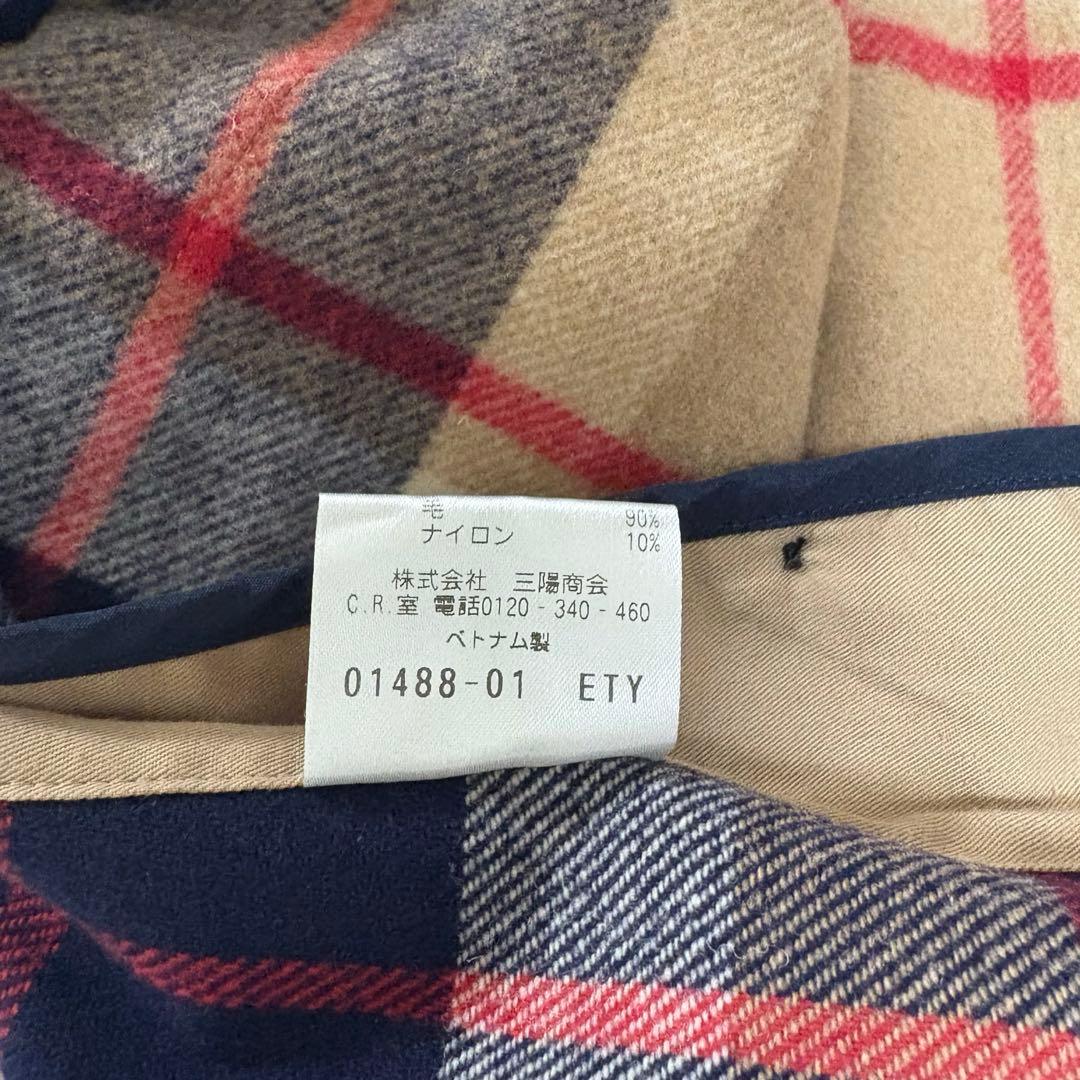 毛 90%
ナイロン 10%
株式会社 三陽商会
C.R.室 電話0120-340-460
ベトナム製
01488-01 ETY